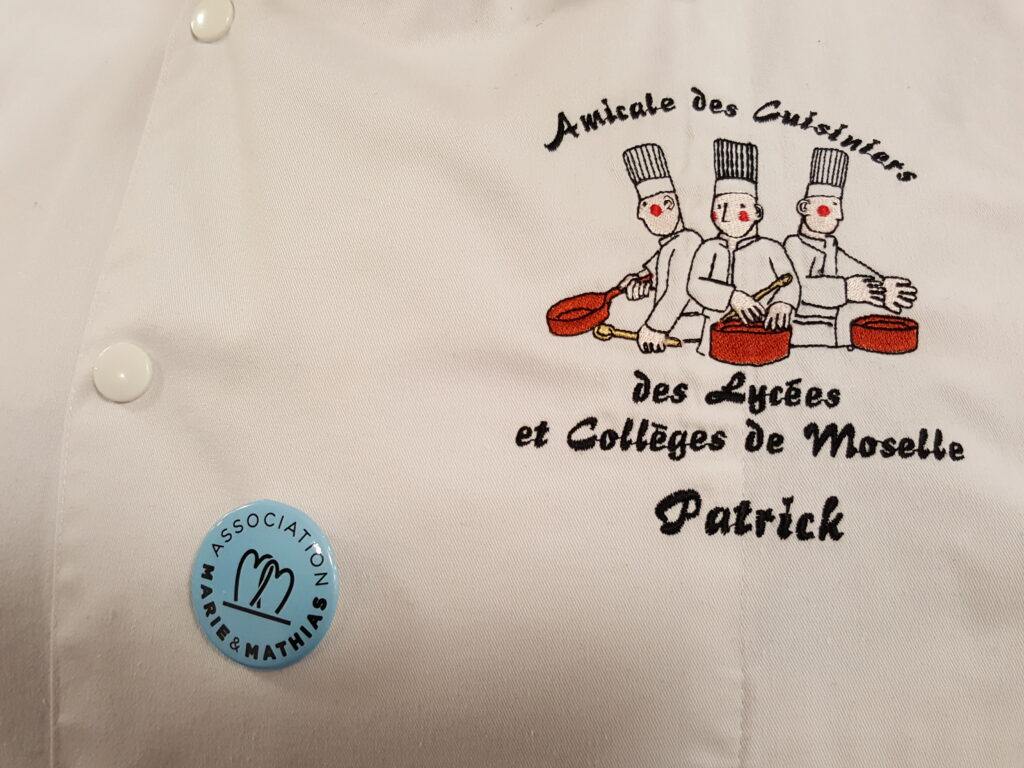 Amicale des Cuisiniers
des Lycées
et Collèges de Moselle
Patrick
ASSOCIATION
MARIE & MATHIAS